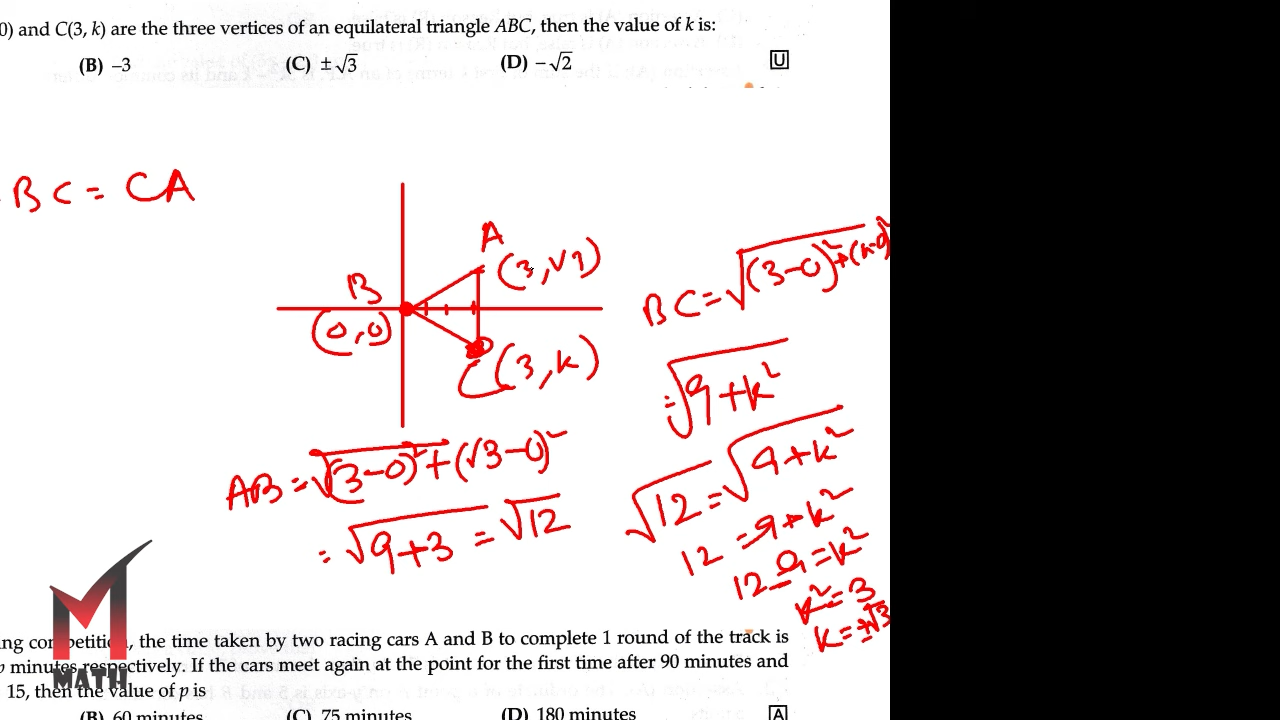 0) and C(3, k) are the three vertices of an equilateral triangle ABC, then the value of k is:
(B) −3 (C) ±√3 (D) −√2 U
BC = CA
A
(3, √3)
B
(0,0)
C(3, k)
BC = √(3−0)²+(k−0)²
= √9+k²
AB = √(3−0)²+(√3−0)²
= √9+3 = √12
√12 = √9+k²
12 = 9+k²
12−9 = k²
k² = 3
k = ±√3
M
MATH
ing competition, the time taken by two racing cars A and B to complete 1 round of the track is
p minutes respectively. If the cars meet again at the point for the first time after 90 minutes and
15, then the value of p is
(B) 60 minutes (C) 75 minutes (D) 180 minutes A